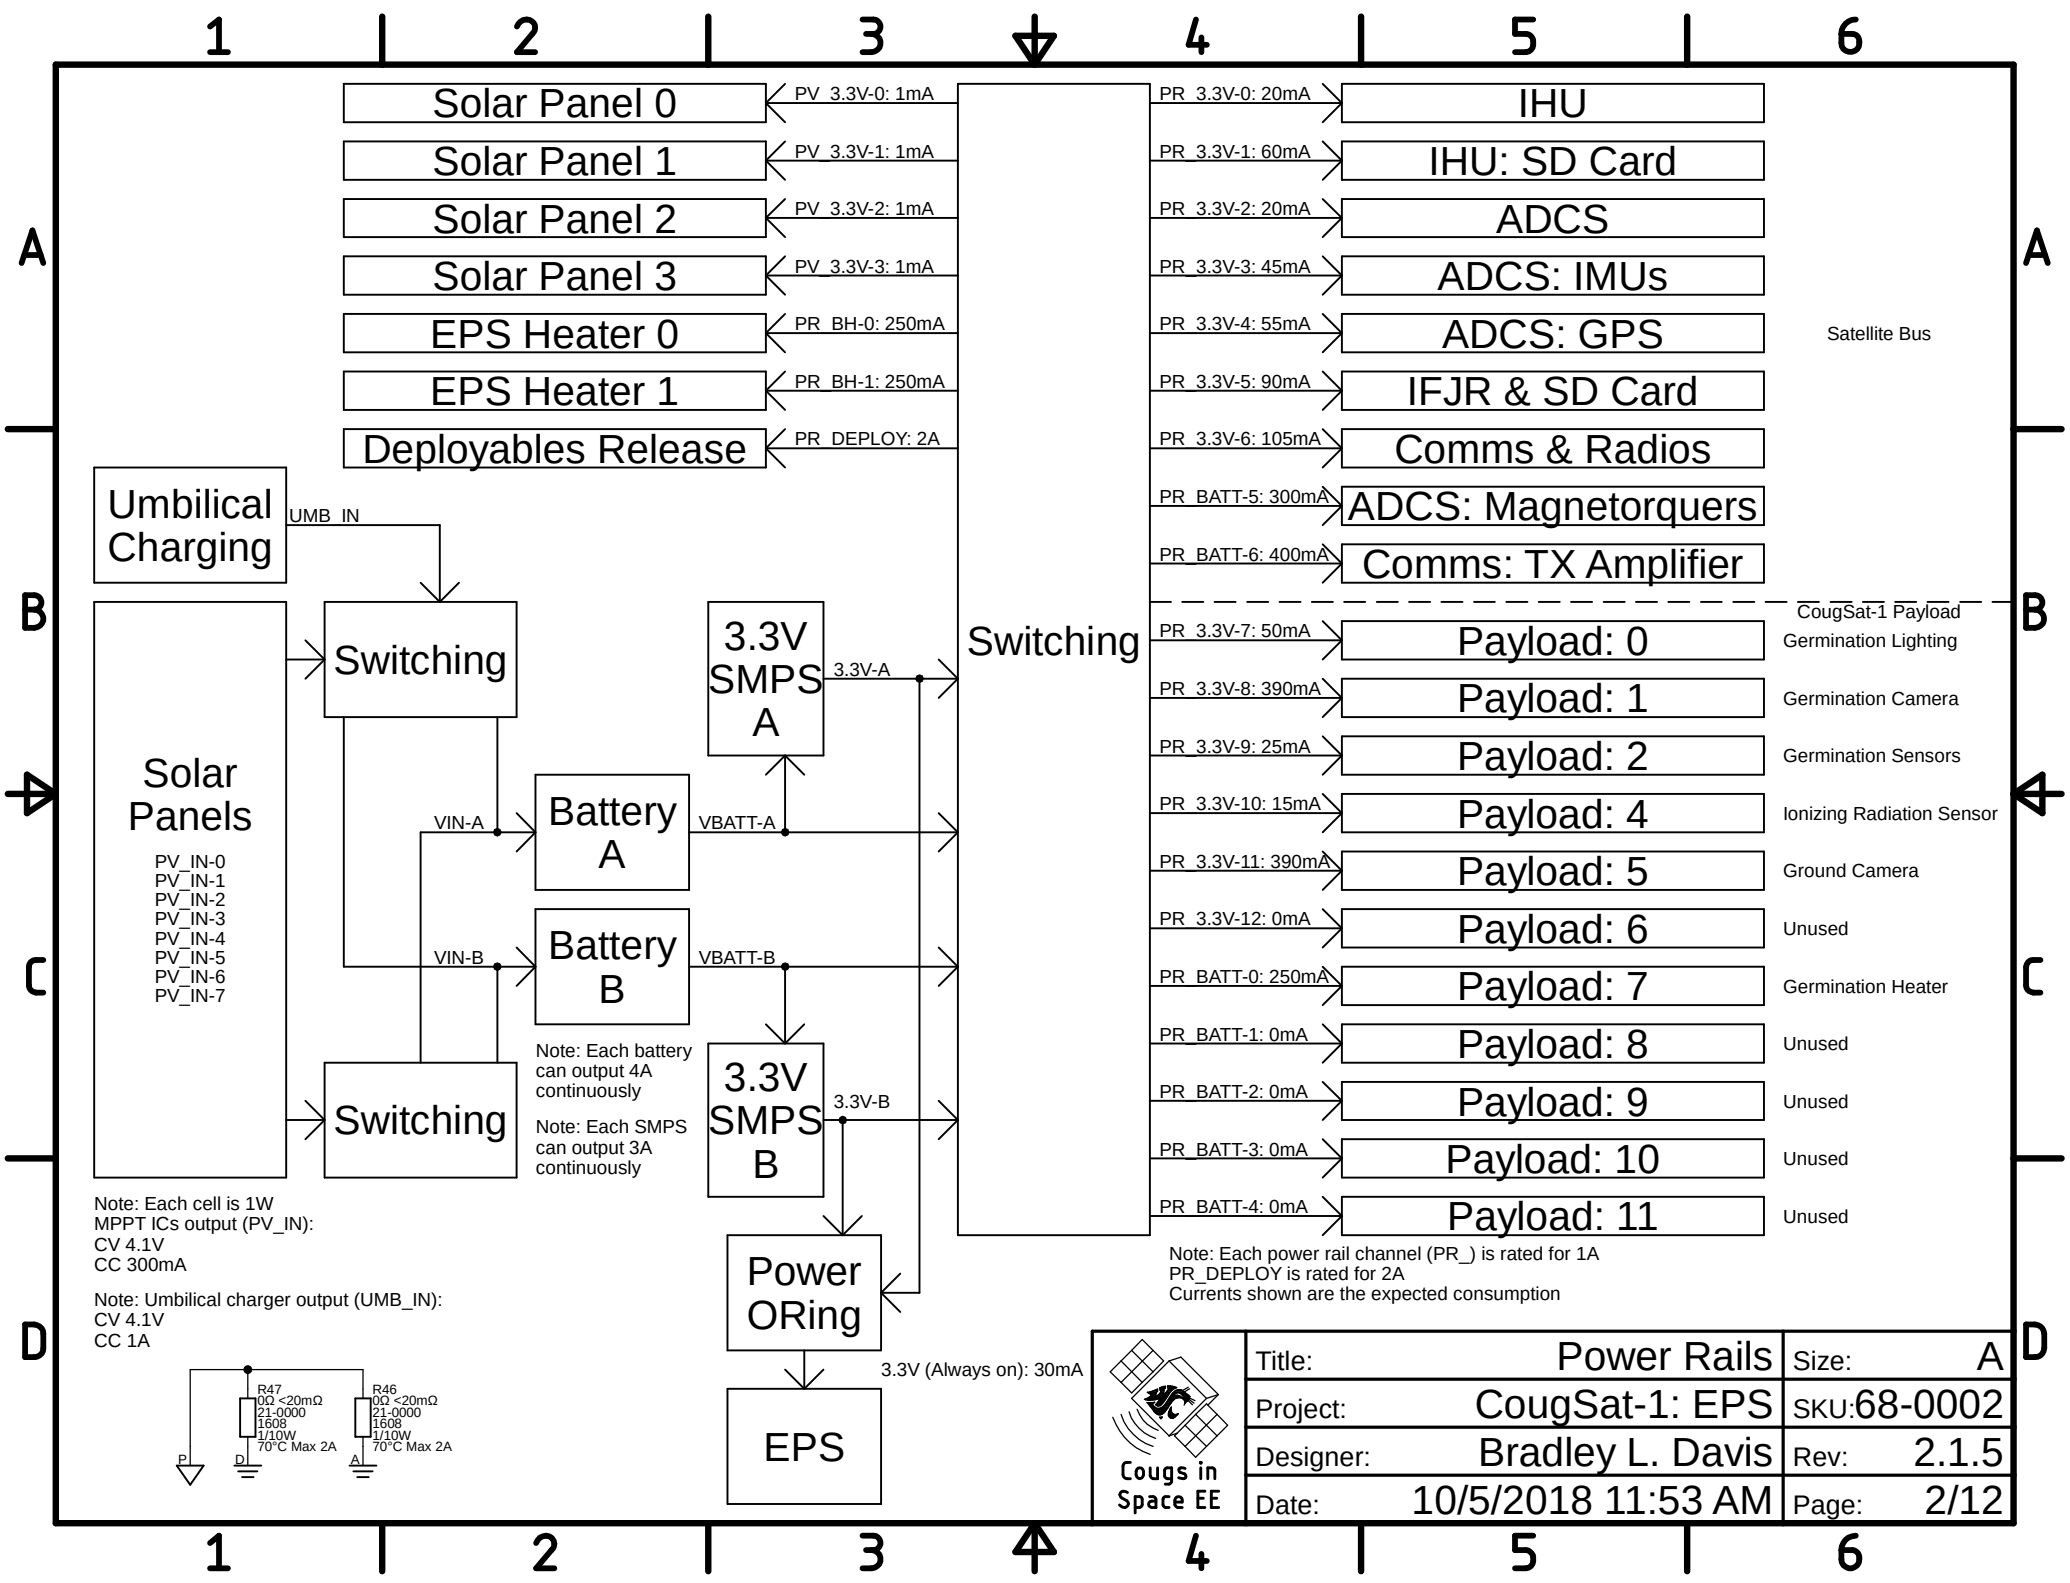 1 2 3 4 5 6
A
B
C
D
Solar Panel 0
PV_3.3V-0: 1mA
Solar Panel 1
PV_3.3V-1: 1mA
Solar Panel 2
PV_3.3V-2: 1mA
Solar Panel 3
PV_3.3V-3: 1mA
EPS Heater 0
PR_BH-0: 250mA
EPS Heater 1
PR_BH-1: 250mA
Deployables Release
PR_DEPLOY: 2A
Umbilical
Charging
UMB_IN
Switching
Solar
Panels
PV_IN-0
PV_IN-1
PV_IN-2
PV_IN-3
PV_IN-4
PV_IN-5
PV_IN-6
PV_IN-7
Switching
VIN-A
VIN-B
Battery
A
Battery
B
VBATT-A
VBATT-B
Note: Each battery
can output 4A
continuously
Note: Each SMPS
can output 3A
continuously
3.3V
SMPS
A
3.3V-A
3.3V
SMPS
B
3.3V-B
Power
ORing
3.3V (Always on): 30mA
EPS
Switching
PR_3.3V-0: 20mA
IHU
PR_3.3V-1: 60mA
IHU: SD Card
PR_3.3V-2: 20mA
ADCS
PR_3.3V-3: 45mA
ADCS: IMUs
PR_3.3V-4: 55mA
ADCS: GPS
Satellite Bus
PR_3.3V-5: 90mA
IFJR & SD Card
PR_3.3V-6: 105mA
Comms & Radios
PR_BATT-5: 300mA
ADCS: Magnetorquers
PR_BATT-6: 400mA
Comms: TX Amplifier
CougSat-1 Payload
PR_3.3V-7: 50mA
Payload: 0
Germination Lighting
PR_3.3V-8: 390mA
Payload: 1
Germination Camera
PR_3.3V-9: 25mA
Payload: 2
Germination Sensors
PR_3.3V-10: 15mA
Payload: 4
Ionizing Radiation Sensor
PR_3.3V-11: 390mA
Payload: 5
Ground Camera
PR_3.3V-12: 0mA
Payload: 6
Unused
PR_BATT-0: 250mA
Payload: 7
Germination Heater
PR_BATT-1: 0mA
Payload: 8
Unused
PR_BATT-2: 0mA
Payload: 9
Unused
PR_BATT-3: 0mA
Payload: 10
Unused
PR_BATT-4: 0mA
Payload: 11
Unused
Note: Each power rail channel (PR_) is rated for 1A
PR_DEPLOY is rated for 2A
Currents shown are the expected consumption
Note: Each cell is 1W
MPPT ICs output (PV_IN):
CV 4.1V
CC 300mA
Note: Umbilical charger output (UMB_IN):
CV 4.1V
CC 1A
R47
0Ω <20mΩ
21-0000
1608
1/10W
70°C Max 2A
R46
0Ω <20mΩ
21-0000
1608
1/10W
70°C Max 2A
P
D
A
Cougs in
Space EE
Title: Power Rails Size: A
Project: CougSat-1: EPS SKU: 68-0002
Designer: Bradley L. Davis Rev: 2.1.5
Date: 10/5/2018 11:53 AM Page: 2/12
A
B
C
D
1 2 3 4 5 6